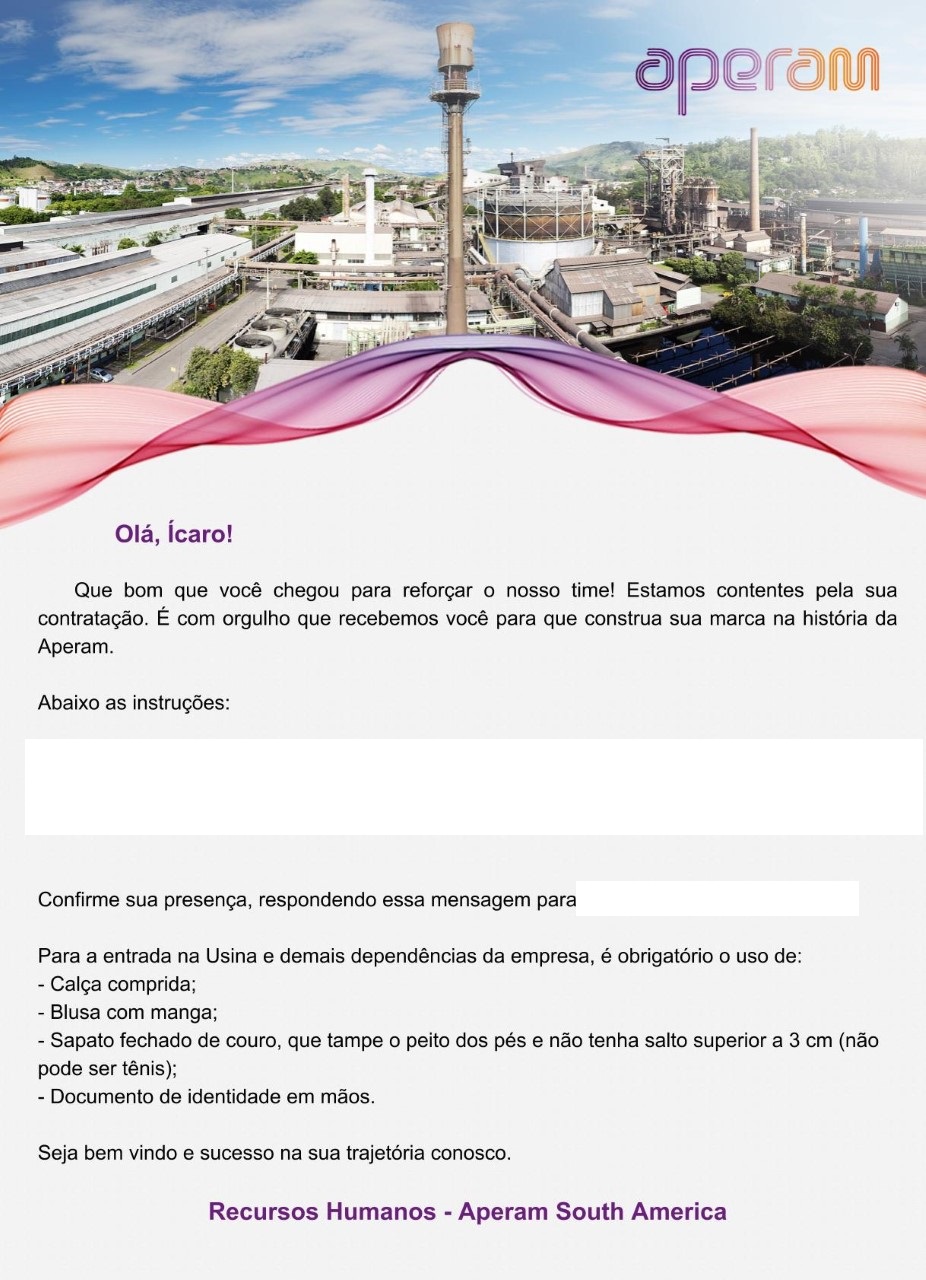 aperam
Olá, Ícaro!
Que bom que você chegou para reforçar o nosso time! Estamos contentes pela sua
contratação. É com orgulho que recebemos você para que construa sua marca na história da
Aperam.
Abaixo as instruções:
Confirme sua presença, respondendo essa mensagem para
Para a entrada na Usina e demais dependências da empresa, é obrigatório o uso de:
- Calça comprida;
- Blusa com manga;
- Sapato fechado de couro, que tampe o peito dos pés e não tenha salto superior a 3 cm (não
pode ser tênis);
- Documento de identidade em mãos.
Seja bem vindo e sucesso na sua trajetória conosco.
Recursos Humanos - Aperam South America